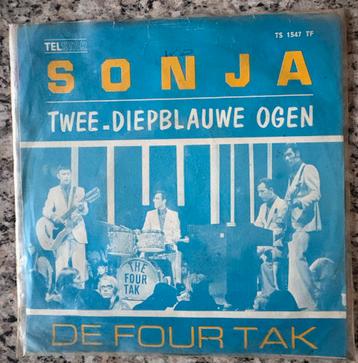 TELSTAR
TS 1547 TF
SONJA
TWEE-DIEPBLAUWE OGEN
THE
FOUR
TAK
DE FOUR TAK